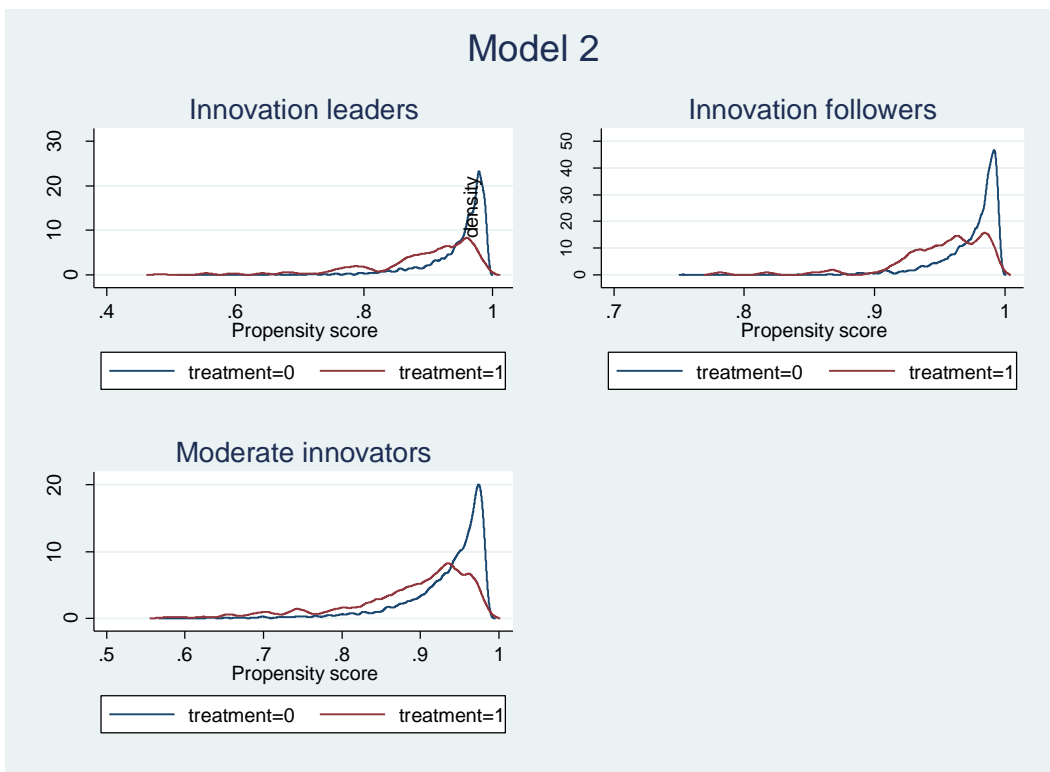 Model 2
Innovation leaders
30
20
10
0
density
.4 .6 .8 1
Propensity score
treatment=0 treatment=1
Innovation followers
50
40
30
20
10
0
.7 .8 .9 1
Propensity score
treatment=0 treatment=1
Moderate innovators
20
10
0
.5 .6 .7 .8 .9 1
Propensity score
treatment=0 treatment=1